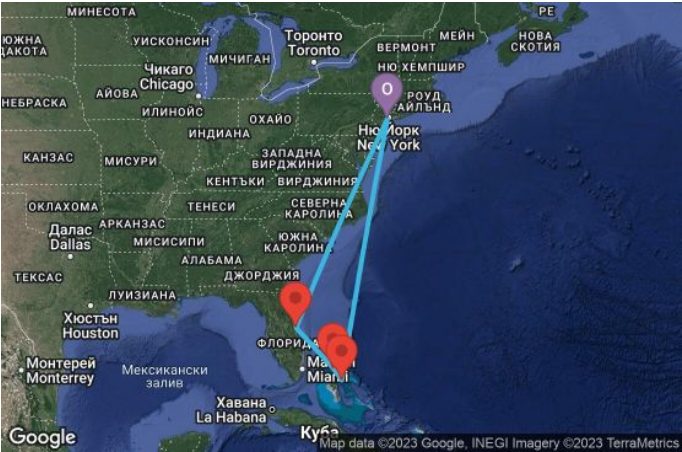 МИНЕСОТА
РЕ
ЮЖНА
ДАКОТА
УИСКОНСИН
Торонто
Toronto
МЕЙН
НОВА
СКОТИЯ
МИЧИГАН
ВЕРМОНТ
Чикаго
Chicago
НЮ ХЕМПШИР
НЕБРАСКА
АЙОВА
O
РОУД
АЙЛЪНД
ИЛИНОЙС
ОХАЙО
Ню Йорк
New York
ИНДИАНА
КАНЗАС
МИСУРИ
ЗАПАДНА
ВИРДЖИНИЯ
КЕНТЪКИ
ВИРДЖИНИЯ
ОКЛАХОМА
ТЕНЕСИ
СЕВЕРНА
КАРОЛИНА
АРКАНЗАС
Далас
Dallas
МИСИСИПИ
ЮЖНА
КАРОЛИНА
АЛАБАМА
ТЕКСАС
ДЖОРДЖИЯ
ЛУИЗИАНА
Хюстън
Houston
ФЛОРИДА
Монтерей
Monterrey
Мексикански
залив
Miami
Хавана
La Habana
Куба
Google
Map data ©2023 Google, INEGI Imagery ©2023 TerraMetrics